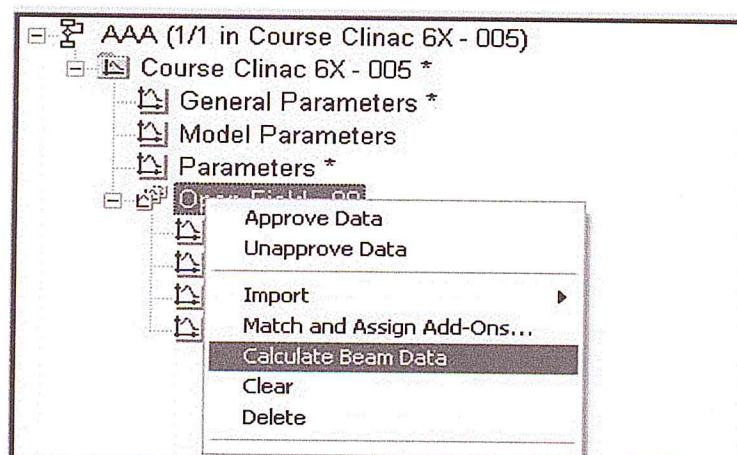 AAA (1/1 in Course Clinac 6X - 005)
Course Clinac 6X - 005 *
General Parameters *
Model Parameters
Parameters *
Approve Data
Unapprove Data
Import
Match and Assign Add-Ons...
Calculate Beam Data
Clear
Delete